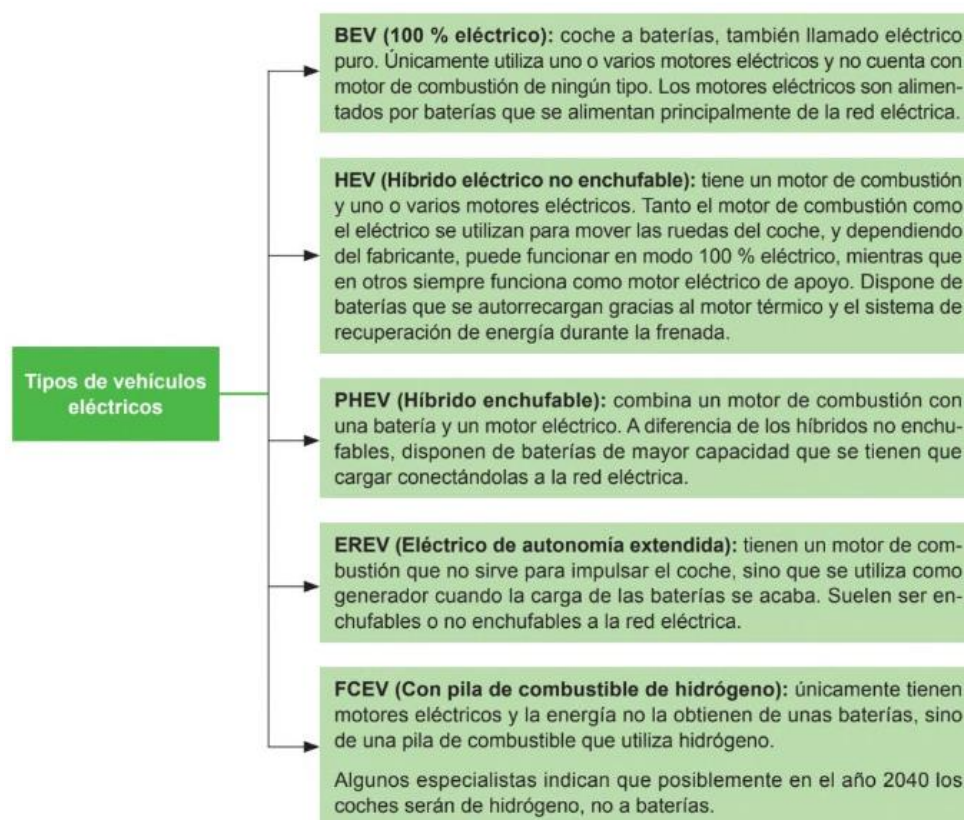 BEV (100 % eléctrico): coche a baterías, también llamado eléctrico
puro. Únicamente utiliza uno o varios motores eléctricos y no cuenta con
motor de combustión de ningún tipo. Los motores eléctricos son alimen-
tados por baterías que se alimentan principalmente de la red eléctrica.
HEV (Híbrido eléctrico no enchufable): tiene un motor de combustión
y uno o varios motores eléctricos. Tanto el motor de combustión como
el eléctrico se utilizan para mover las ruedas del coche, y dependiendo
del fabricante, puede funcionar en modo 100 % eléctrico, mientras que
en otros siempre funciona como motor eléctrico de apoyo. Dispone de
baterías que se autorrecargan gracias al motor térmico y el sistema de
recuperación de energía durante la frenada.
Tipos de vehículos
eléctricos
PHEV (Híbrido enchufable): combina un motor de combustión con
una batería y un motor eléctrico. A diferencia de los híbridos no enchu-
fables, disponen de baterías de mayor capacidad que se tienen que
cargar conectándolas a la red eléctrica.
EREV (Eléctrico de autonomía extendida): tienen un motor de com-
bustión que no sirve para impulsar el coche, sino que se utiliza como
generador cuando la carga de las baterías se acaba. Suelen ser en-
chufables o no enchufables a la red eléctrica.
FCEV (Con pila de combustible de hidrógeno): únicamente tienen
motores eléctricos y la energía no la obtienen de unas baterías, sino
de una pila de combustible que utiliza hidrógeno.
Algunos especialistas indican que posiblemente en el año 2040 los
coches serán de hidrógeno, no a baterías.